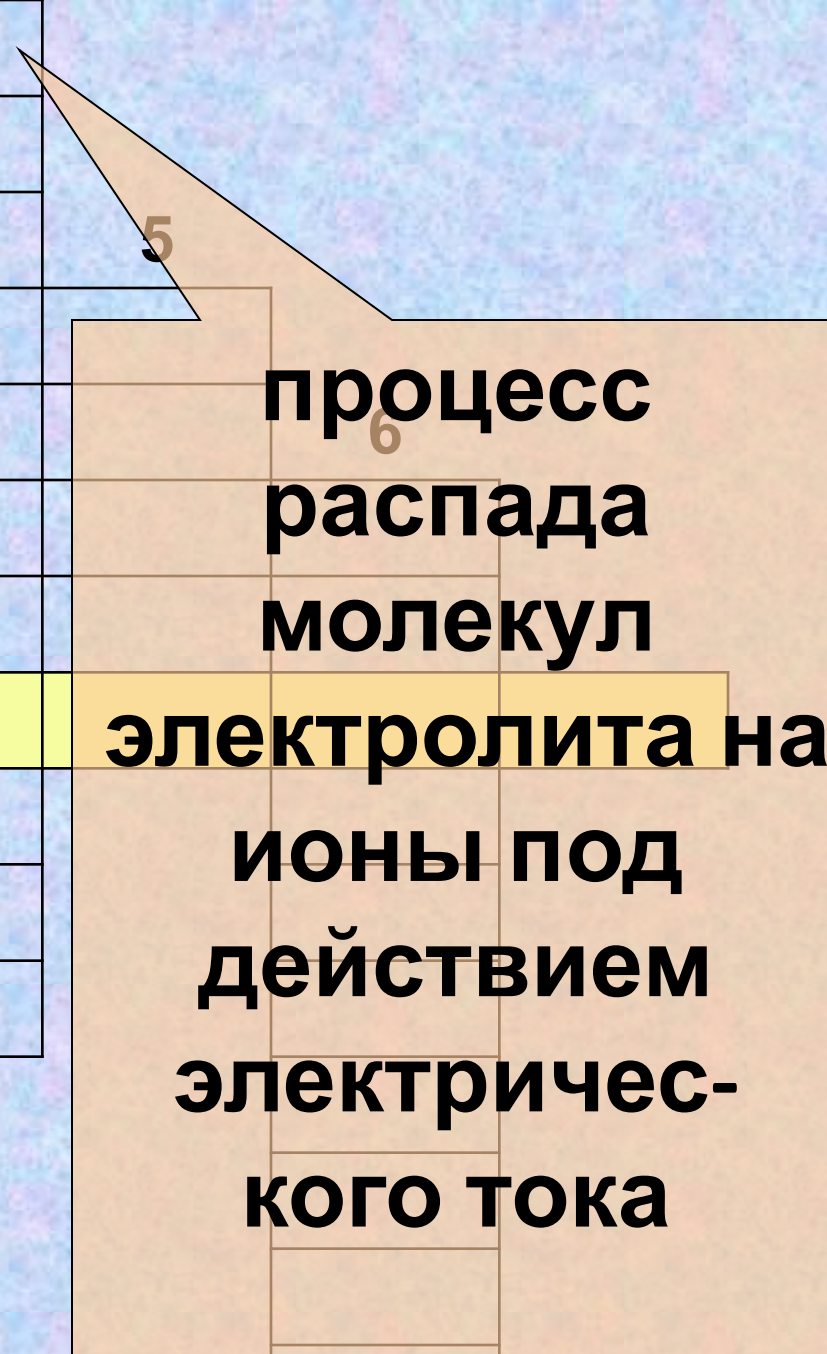 5
процесс
6
распада
молекул
электролита на
ионы под
действием
электричес-
кого тока